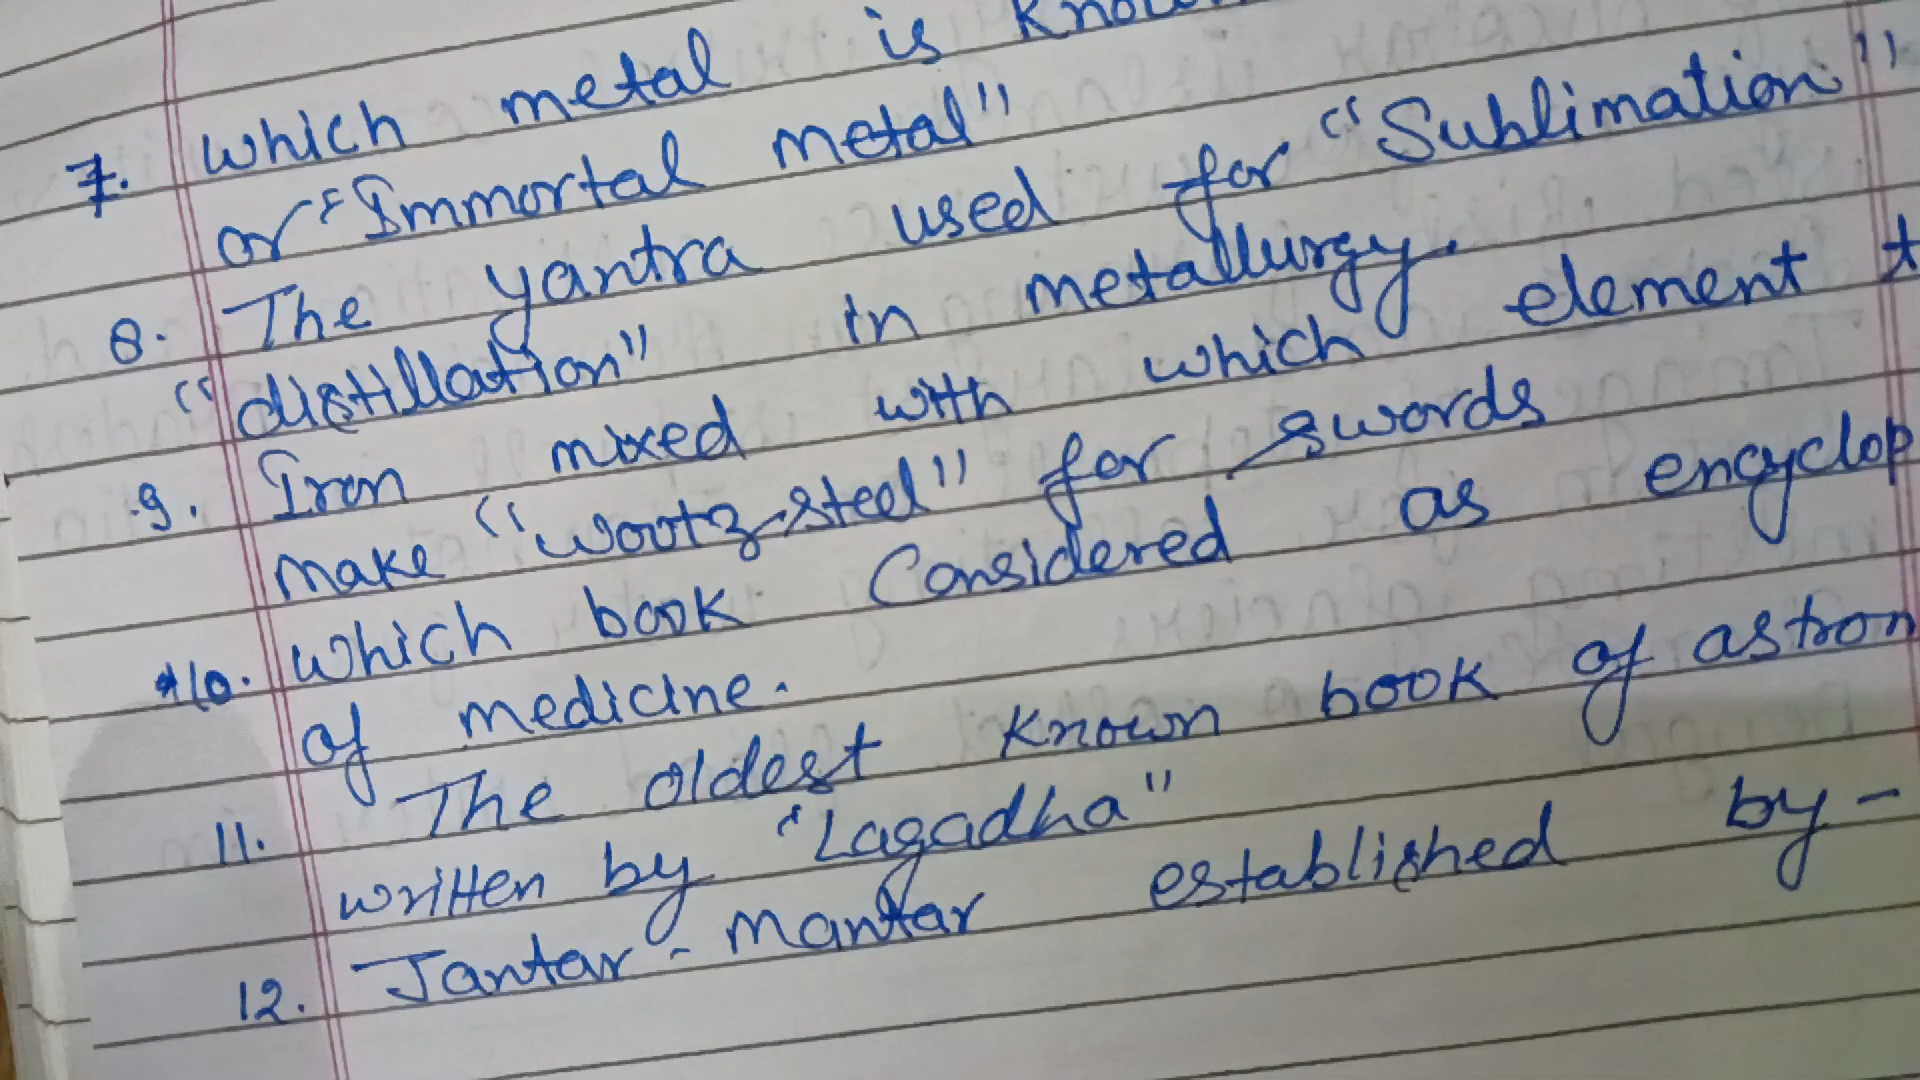 7. which metal is
or "Immortal metal"
8. The yantra used for "Sublimation"
"distillation" in metallurgy.
9. Iron mixed with which element
make "wootz-steel" for swords
10. which book Considered as encyclop
of medicine.
11. The oldest known book of astron
written by "Lagadha"
12. Jantar-mantar established by-